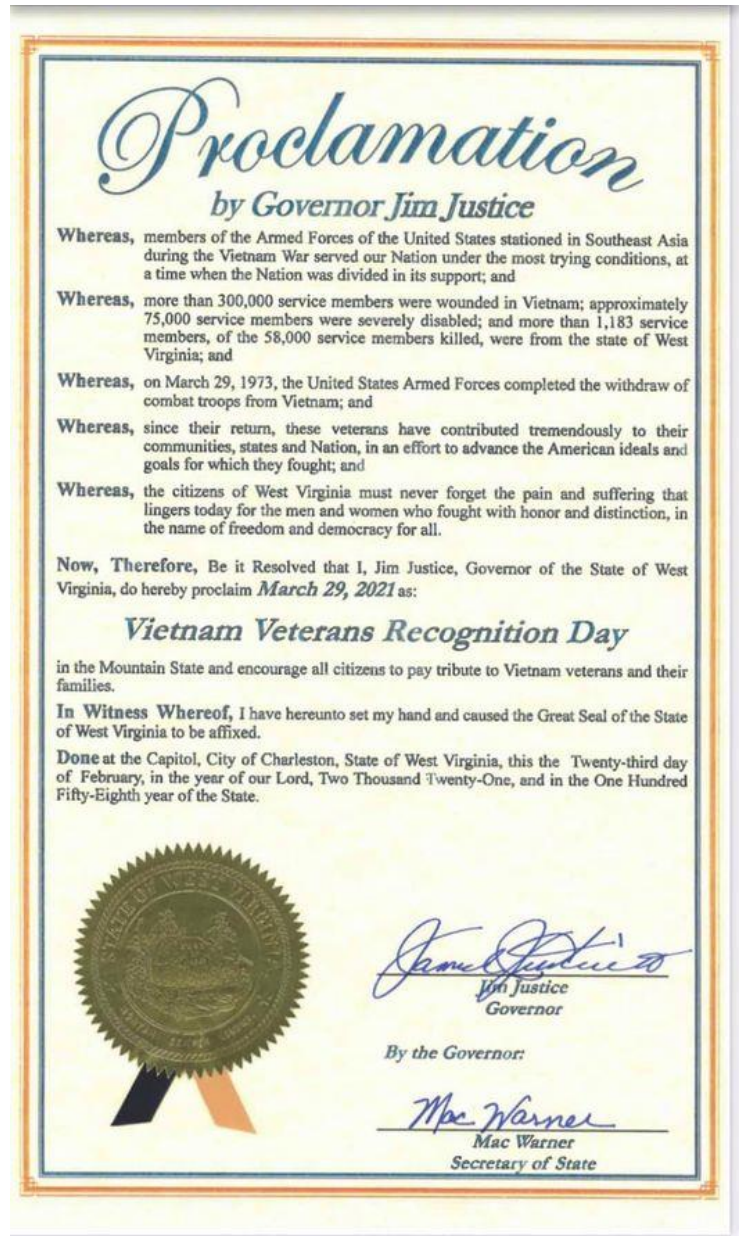 Proclamation
by Governor Jim Justice
Whereas, members of the Armed Forces of the United States stationed in Southeast Asia
during the Vietnam War served our Nation under the most trying conditions, at
a time when the Nation was divided in its support; and
Whereas, more than 300,000 service members were wounded in Vietnam; approximately
75,000 service members were severely disabled; and more than 1,183 service
members, of the 58,000 service members killed, were from the state of West
Virginia; and
Whereas, on March 29, 1973, the United States Armed Forces completed the withdraw of
combat troops from Vietnam; and
Whereas, since their return, these veterans have contributed tremendously to their
communities, states and Nation, in an effort to advance the American ideals and
goals for which they fought; and
Whereas, the citizens of West Virginia must never forget the pain and suffering that
lingers today for the men and women who fought with honor and distinction, in
the name of freedom and democracy for all.
Now, Therefore, Be it Resolved that I, Jim Justice, Governor of the State of West
Virginia, do hereby proclaim March 29, 2021 as:
Vietnam Veterans Recognition Day
in the Mountain State and encourage all citizens to pay tribute to Vietnam veterans and their
families.
In Witness Whereof, I have hereunto set my hand and caused the Great Seal of the State
of West Virginia to be affixed.
Done at the Capitol, City of Charleston, State of West Virginia, this the Twenty-third day
of February, in the year of our Lord, Two Thousand Twenty-One, and in the One Hundred
Fifty-Eighth year of the State.
STATE OF WEST VIRGINIA
Jim Justice
Governor
By the Governor:
Mac Warner
Mac Warner
Secretary of State